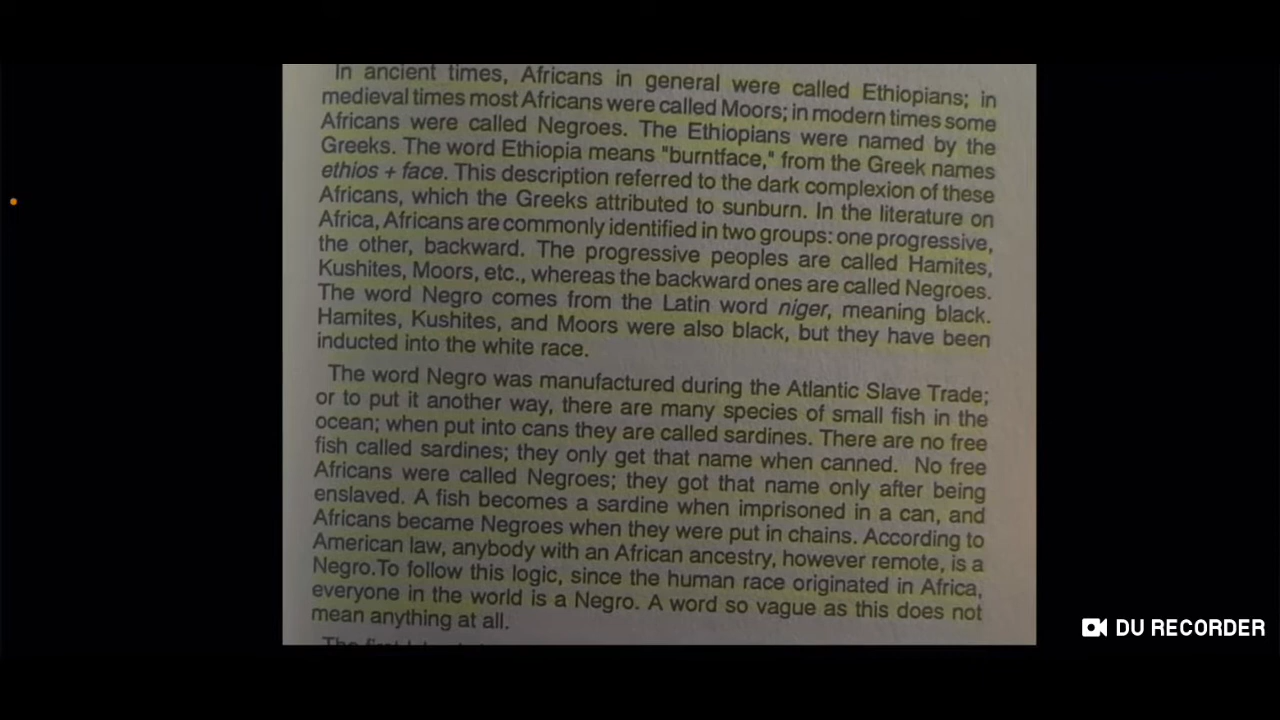 In ancient times, Africans in general were called Ethiopians; in
medieval times most Africans were called Moors; in modern times some
Africans were called Negroes. The Ethiopians were named by the
Greeks. The word Ethiopia means "burntface," from the Greek names
ethios + face. This description referred to the dark complexion of these
Africans, which the Greeks attributed to sunburn. In the literature on
Africa, Africans are commonly identified in two groups: one progressive,
the other, backward. The progressive peoples are called Hamites,
Kushites, Moors, etc., whereas the backward ones are called Negroes.
The word Negro comes from the Latin word niger, meaning black.
Hamites, Kushites, and Moors were also black, but they have been
inducted into the white race.
The word Negro was manufactured during the Atlantic Slave Trade;
or to put it another way, there are many species of small fish in the
ocean; when put into cans they are called sardines. There are no free
fish called sardines; they only get that name when canned. No free
Africans were called Negroes; they got that name only after being
enslaved. A fish becomes a sardine when imprisoned in a can, and
Africans became Negroes when they were put in chains. According to
American law, anybody with an African ancestry, however remote, is a
Negro.To follow this logic, since the human race originated in Africa,
everyone in the world is a Negro. A word so vague as this does not
mean anything at all.
The first
DU RECORDER